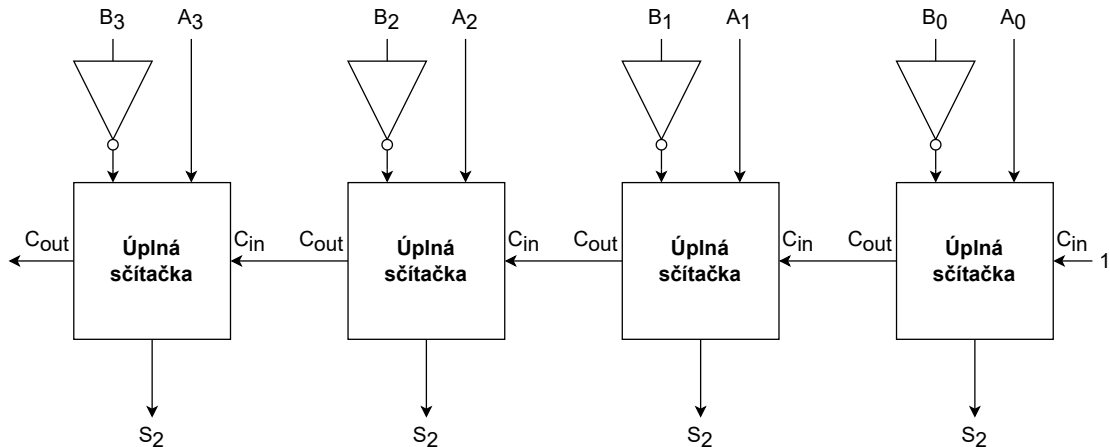 B3 A3 B2 A2 B1 A1 B0 A0
Cout Úplná Cin Cout Úplná Cin Cout Úplná Cin Cout Úplná Cin
sčítačka sčítačka sčítačka sčítačka 1
S2 S2 S2 S2